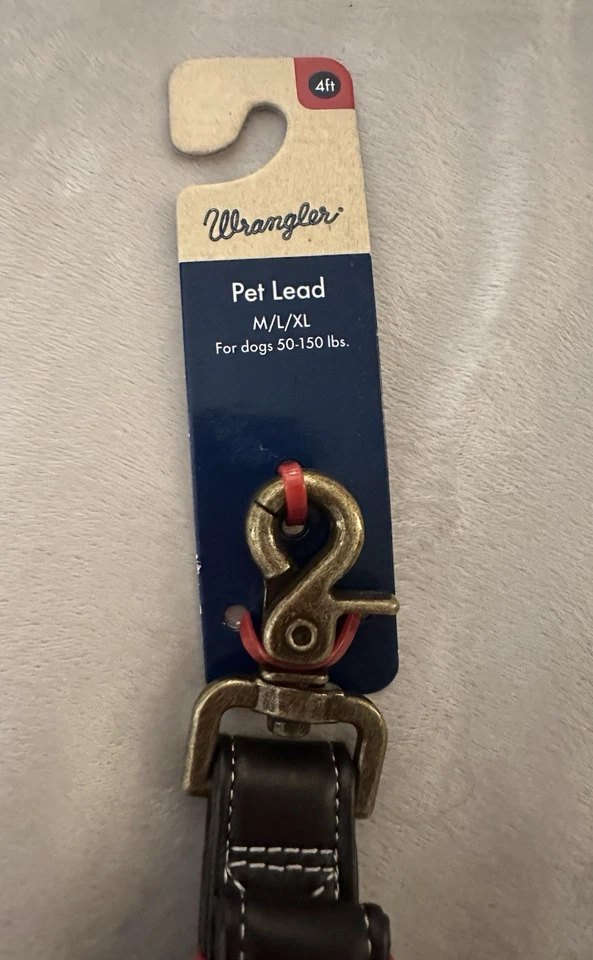 4ft
Wrangler
Pet Lead
M/L/XL
For dogs 50-150 lbs.